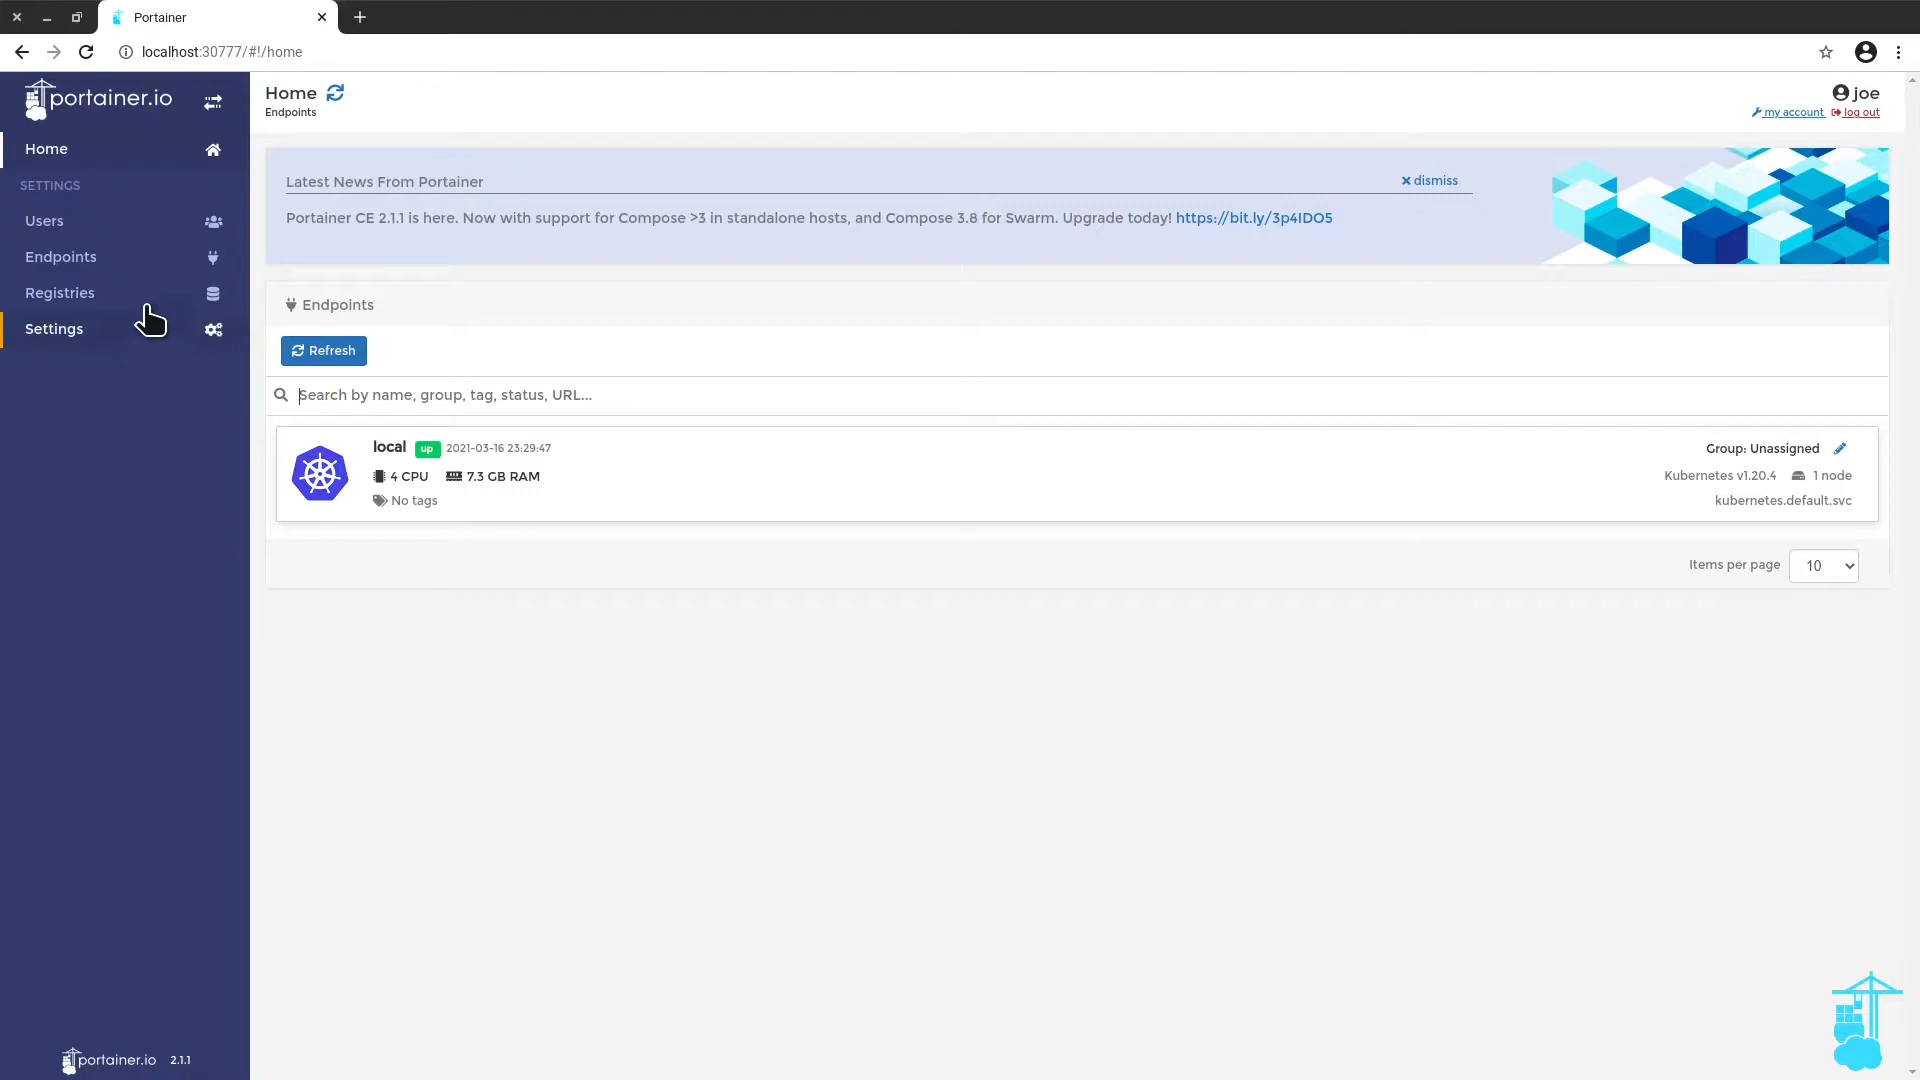 Portainer
localhost:30777/#!/home
portainer.io
Home
SETTINGS
Users
Endpoints
Registries
Settings
portainer.io 2.1.1
Home
Endpoints
joe
my account log out
Latest News From Portainer
dismiss
Portainer CE 2.1.1 is here. Now with support for Compose >3 in standalone hosts, and Compose 3.8 for Swarm. Upgrade today! https://bit.ly/3p4IDO5
Endpoints
Refresh
Search by name, group, tag, status, URL...
local up 2021-03-16 23:29:47
4 CPU 7.3 GB RAM
No tags
Group: Unassigned
Kubernetes v1.20.4 1 node
kubernetes.default.svc
Items per page 10